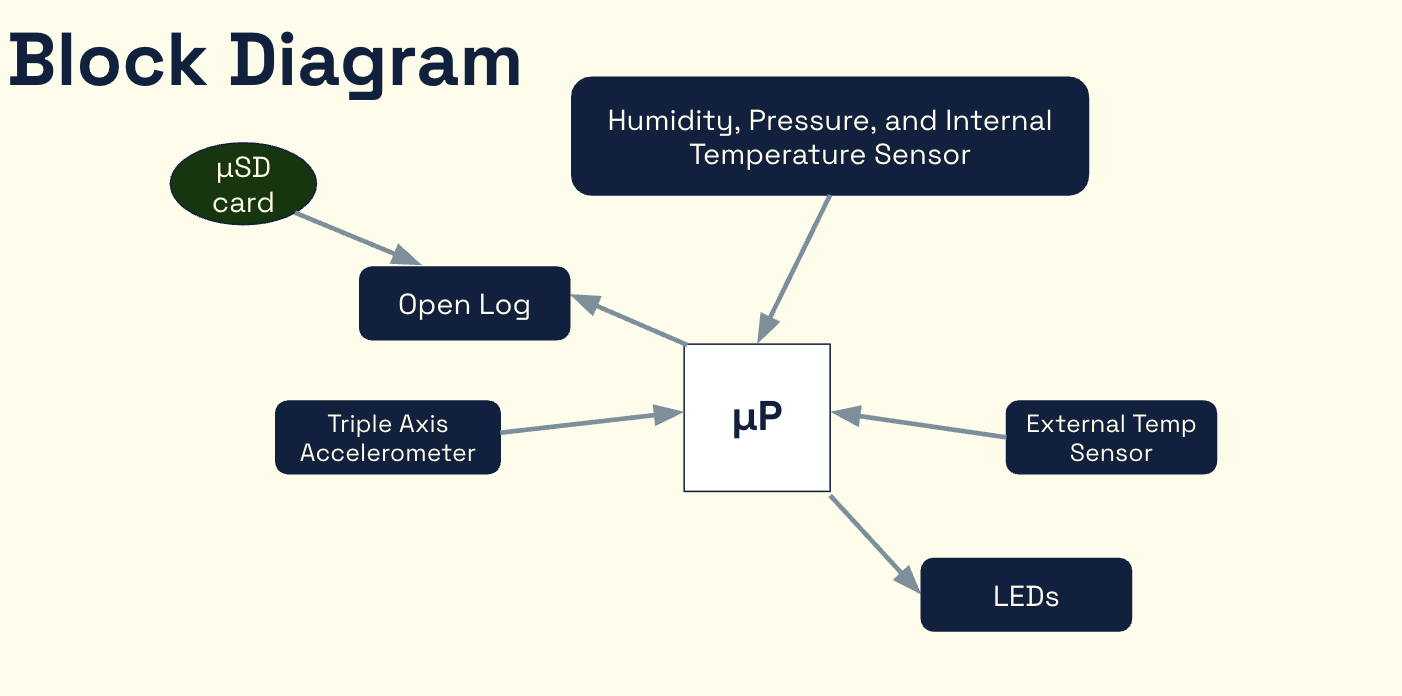 Block Diagram
Humidity, Pressure, and Internal
Temperature Sensor
µSD
card
Open Log
µP
Triple Axis
Accelerometer
External Temp
Sensor
LEDs